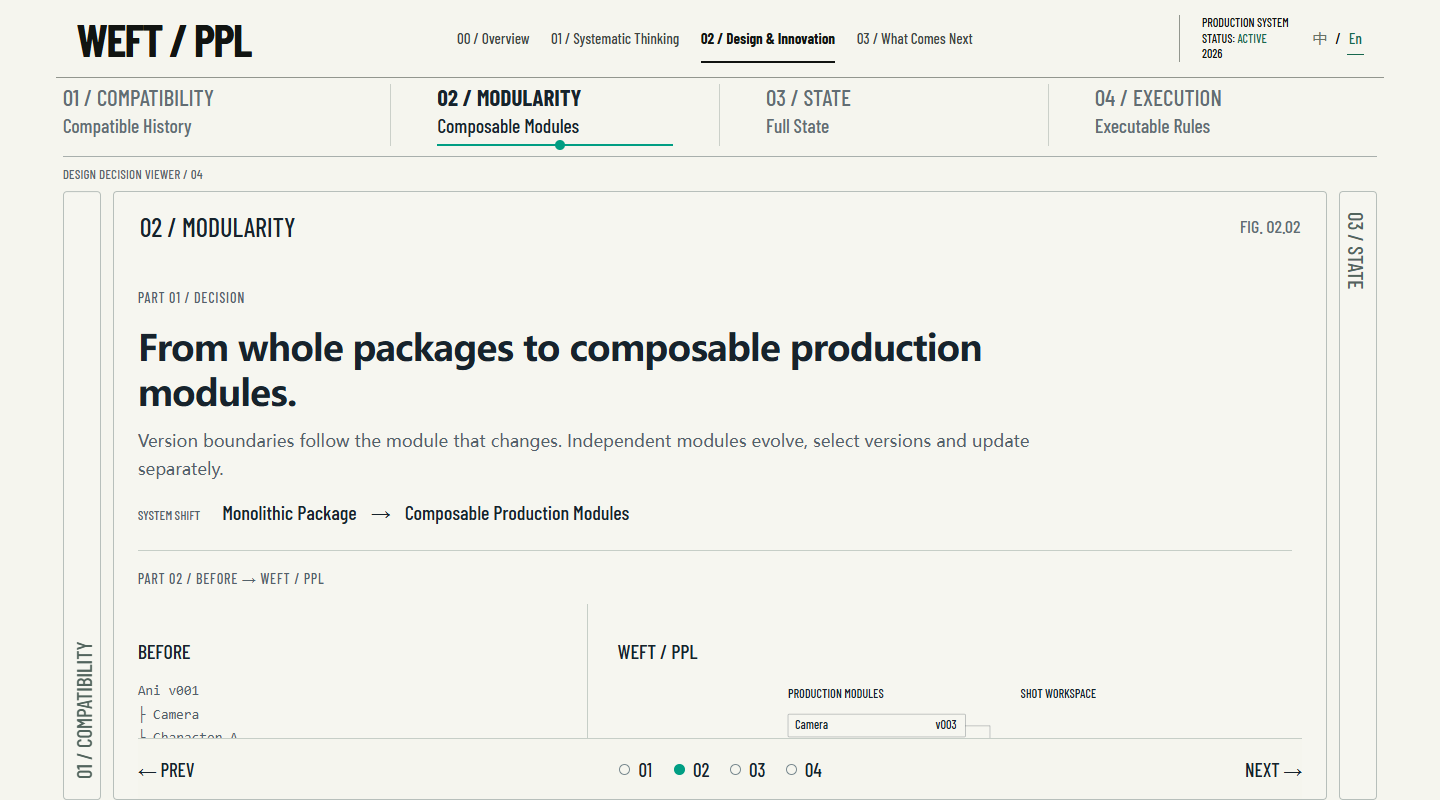 WEFT / PPL
00 / Overview
01 / Systematic Thinking
02 / Design & Innovation
03 / What Comes Next
PRODUCTION SYSTEM
STATUS: ACTIVE
2026
中 / En
01 / COMPATIBILITY
Compatible History
02 / MODULARITY
Composable Modules
03 / STATE
Full State
04 / EXECUTION
Executable Rules
DESIGN DECISION VIEWER / 04
01 / COMPATIBILITY
02 / MODULARITY
FIG. 02.02
PART 01 / DECISION
From whole packages to composable production
modules.
Version boundaries follow the module that changes. Independent modules evolve, select versions and update
separately.
SYSTEM SHIFT Monolithic Package → Composable Production Modules
PART 02 / BEFORE → WEFT / PPL
BEFORE
Ani v001
├ Camera
└ Character A
WEFT / PPL
PRODUCTION MODULES
SHOT WORKSPACE
Camera v003
← PREV
01 02 03 04
NEXT →
03 / STATE